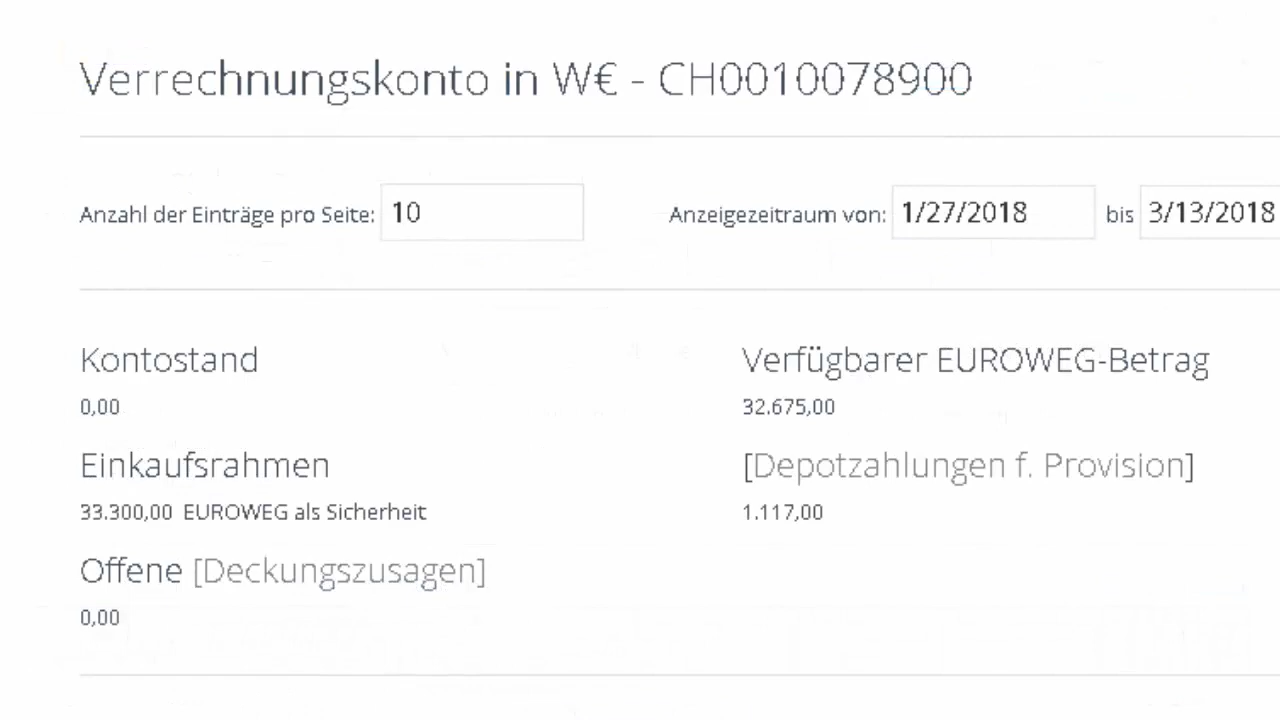 Verrechnungskonto in W€ - CH0010078900
Anzahl der Einträge pro Seite: 10 Anzeigezeitraum von: 1/27/2018 bis 3/13/2018
Kontostand Verfügbarer EUROWEG-Betrag
0,00 32.675,00
Einkaufsrahmen [Depotzahlungen f. Provision]
33.300,00 EUROWEG als Sicherheit 1.117,00
Offene [Deckungszusagen]
0,00